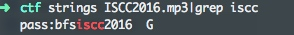 ➜ ctf strings ISCC2016.mp3|grep iscc
pass:bfsiscc2016 G